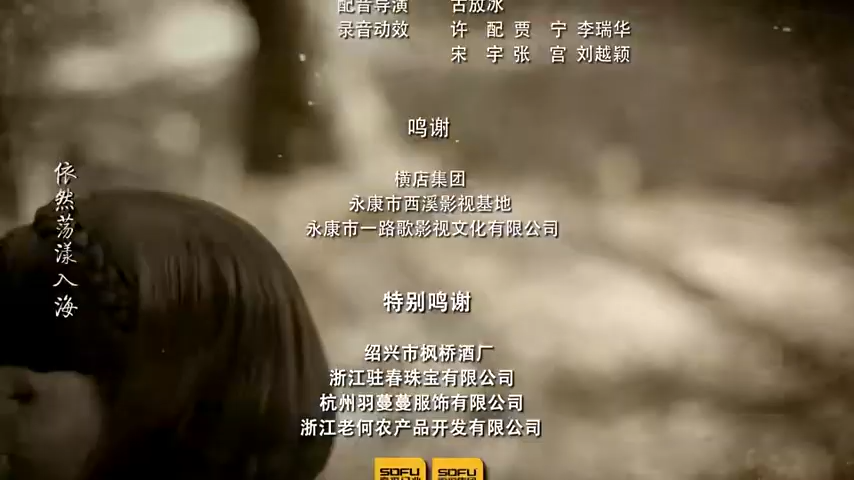 配音导演 古放冰
录音动效 许 配 贾 宁 李瑞华
宋 宇 张 宫 刘越颖
鸣谢
横店集团
永康市西溪影视基地
永康市一路歌影视文化有限公司
依然荡漾入海
特别鸣谢
绍兴市枫桥酒厂
浙江驻春珠宝有限公司
杭州羽蔓蔓服饰有限公司
浙江老何农产品开发有限公司
SOFU SOFU